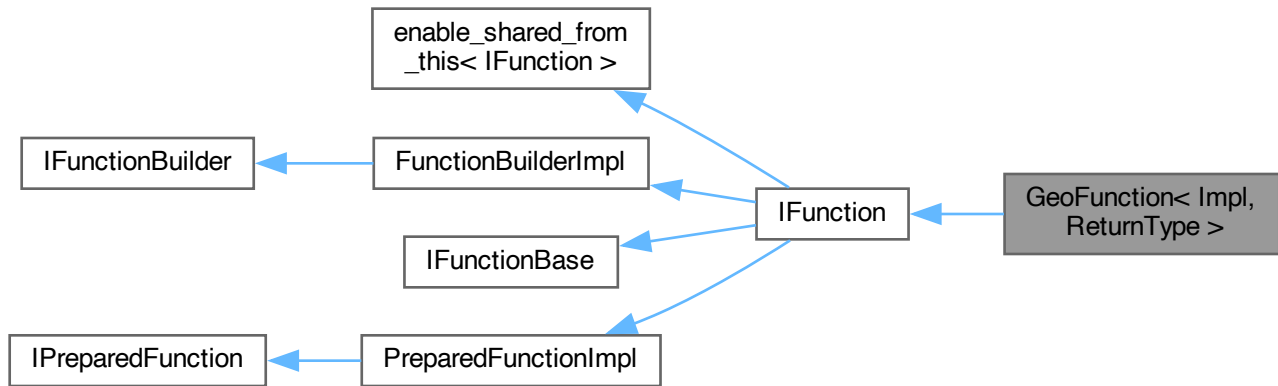 enable_shared_from
_this< IFunction >
IFunctionBuilder
FunctionBuilderImpl
IFunction
GeoFunction< Impl,
ReturnType >
IFunctionBase
IPreparedFunction
PreparedFunctionImpl